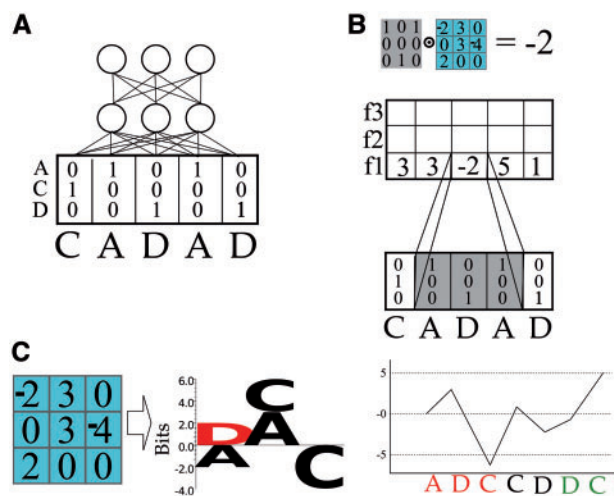 A
A 0 1 0 1 0
C 1 0 0 0 0
D 0 0 1 0 1
C A D A D
B
1 0 1 -2 3 0
0 0 0 0 3 -4 = -2
0 1 0 2 0 0
f3
f2
f1 3 3 -2 5 1
0 1 0 1 0
1 0 0 0 0
0 0 1 0 1
C A D A D
C
-2 3 0
0 3 -4
2 0 0
Bits
6.0
4.0
2.0
0.0
-2.0
-4.0
D A C A C
5
-0
-5
A D C C D D C